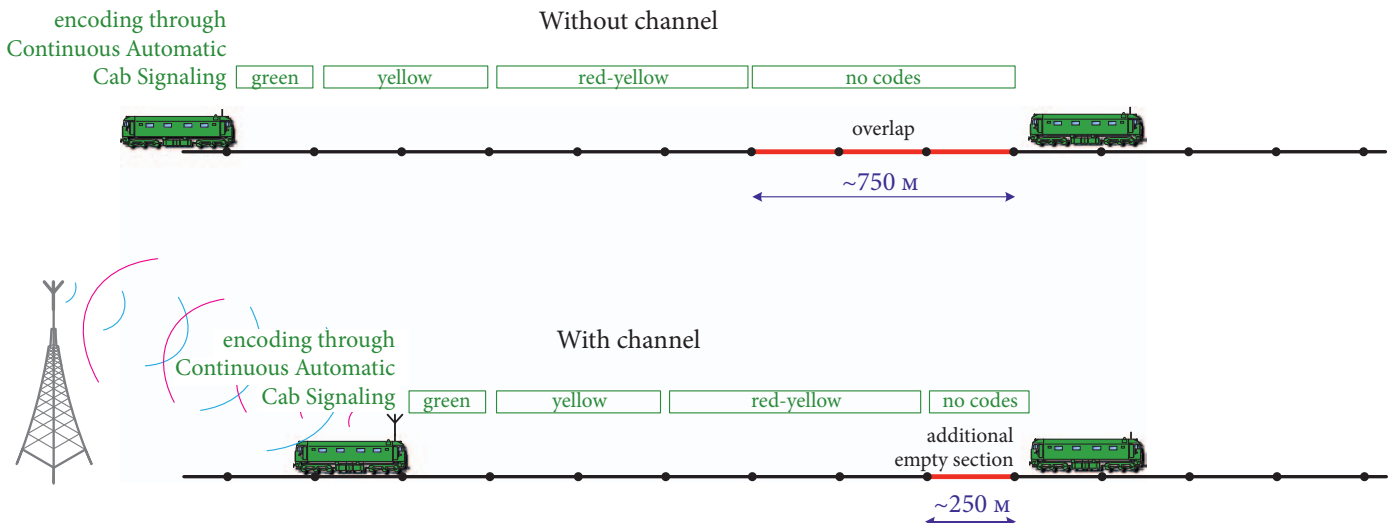 encoding through
Continuous Automatic
Cab Signaling
Without channel
green
yellow
red-yellow
no codes
overlap
~750 м
encoding through
Continuous Automatic
Cab Signaling
With channel
green
yellow
red-yellow
no codes
additional
empty section
~250 м